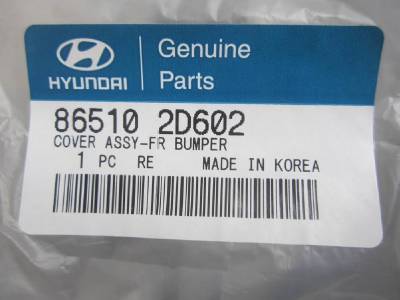 HYUNDAI
Genuine
Parts
86510 2D602
COVER ASSY-FR BUMPER
1 PC RE MADE IN KOREA